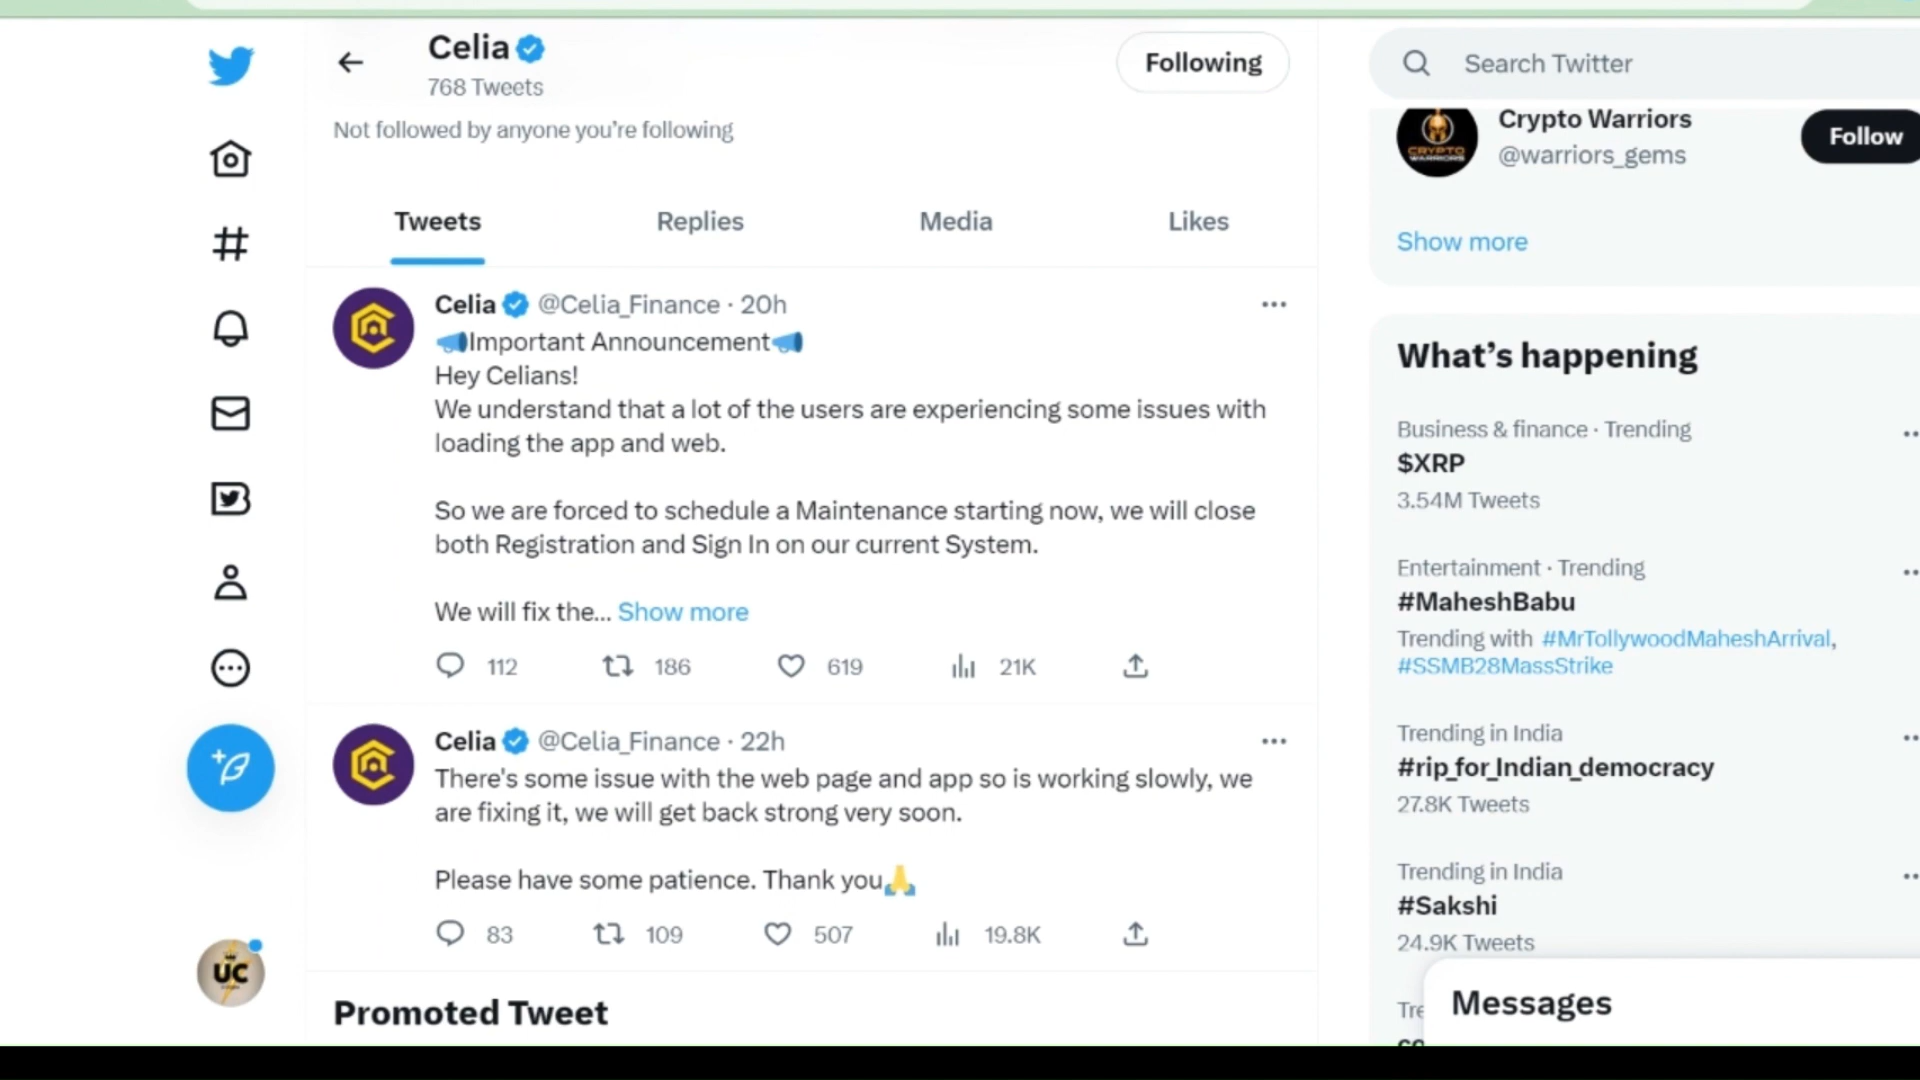 Celia
768 Tweets
Following
Not followed by anyone you're following
Tweets
Replies
Media
Likes
Celia @Celia_Finance · 20h
Important Announcement
Hey Celians!
We understand that a lot of the users are experiencing some issues with
loading the app and web.
So we are forced to schedule a Maintenance starting now, we will close
both Registration and Sign In on our current System.
We will fix the... Show more
112
186
619
21K
Celia @Celia_Finance · 22h
There's some issue with the web page and app so is working slowly, we
are fixing it, we will get back strong very soon.
Please have some patience. Thank you
83
109
507
19.8K
Promoted Tweet
UC
Search Twitter
CRYPTO
WARRIORS
Crypto Warriors
@warriors_gems
Follow
Show more
What's happening
Business & finance · Trending
$XRP
3.54M Tweets
Entertainment · Trending
#MaheshBabu
Trending with #MrTollywoodMaheshArrival,
#SSMB28MassStrike
Trending in India
#rip_for_Indian_democracy
27.8K Tweets
Trending in India
#Sakshi
24.9K Tweets
Messages